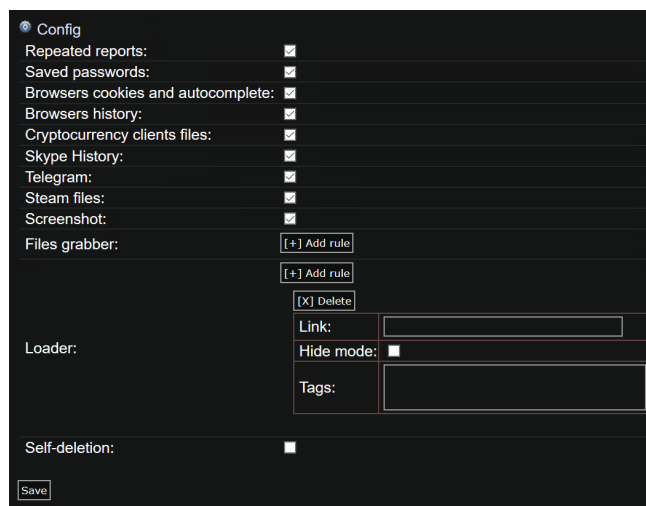 Config
Repeated reports:
Saved passwords:
Browsers cookies and autocomplete:
Browsers history:
Cryptocurrency clients files:
Skype History:
Telegram:
Steam files:
Screenshot:
Files grabber: [+] Add rule
[+] Add rule
[X] Delete
Link:
Loader: Hide mode:
Tags:
Self-deletion:
Save